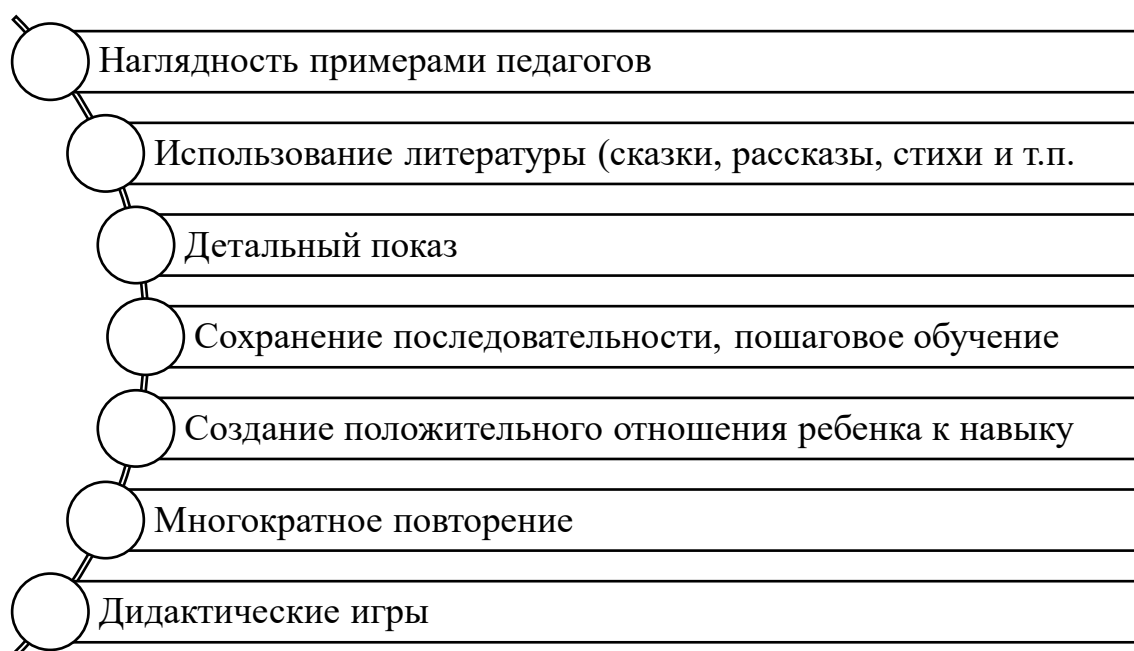 Наглядность примерами педагогов
Использование литературы (сказки, рассказы, стихи и т.п.
Детальный показ
Сохранение последовательности, пошаговое обучение
Создание положительного отношения ребенка к навыку
Многократное повторение
Дидактические игры